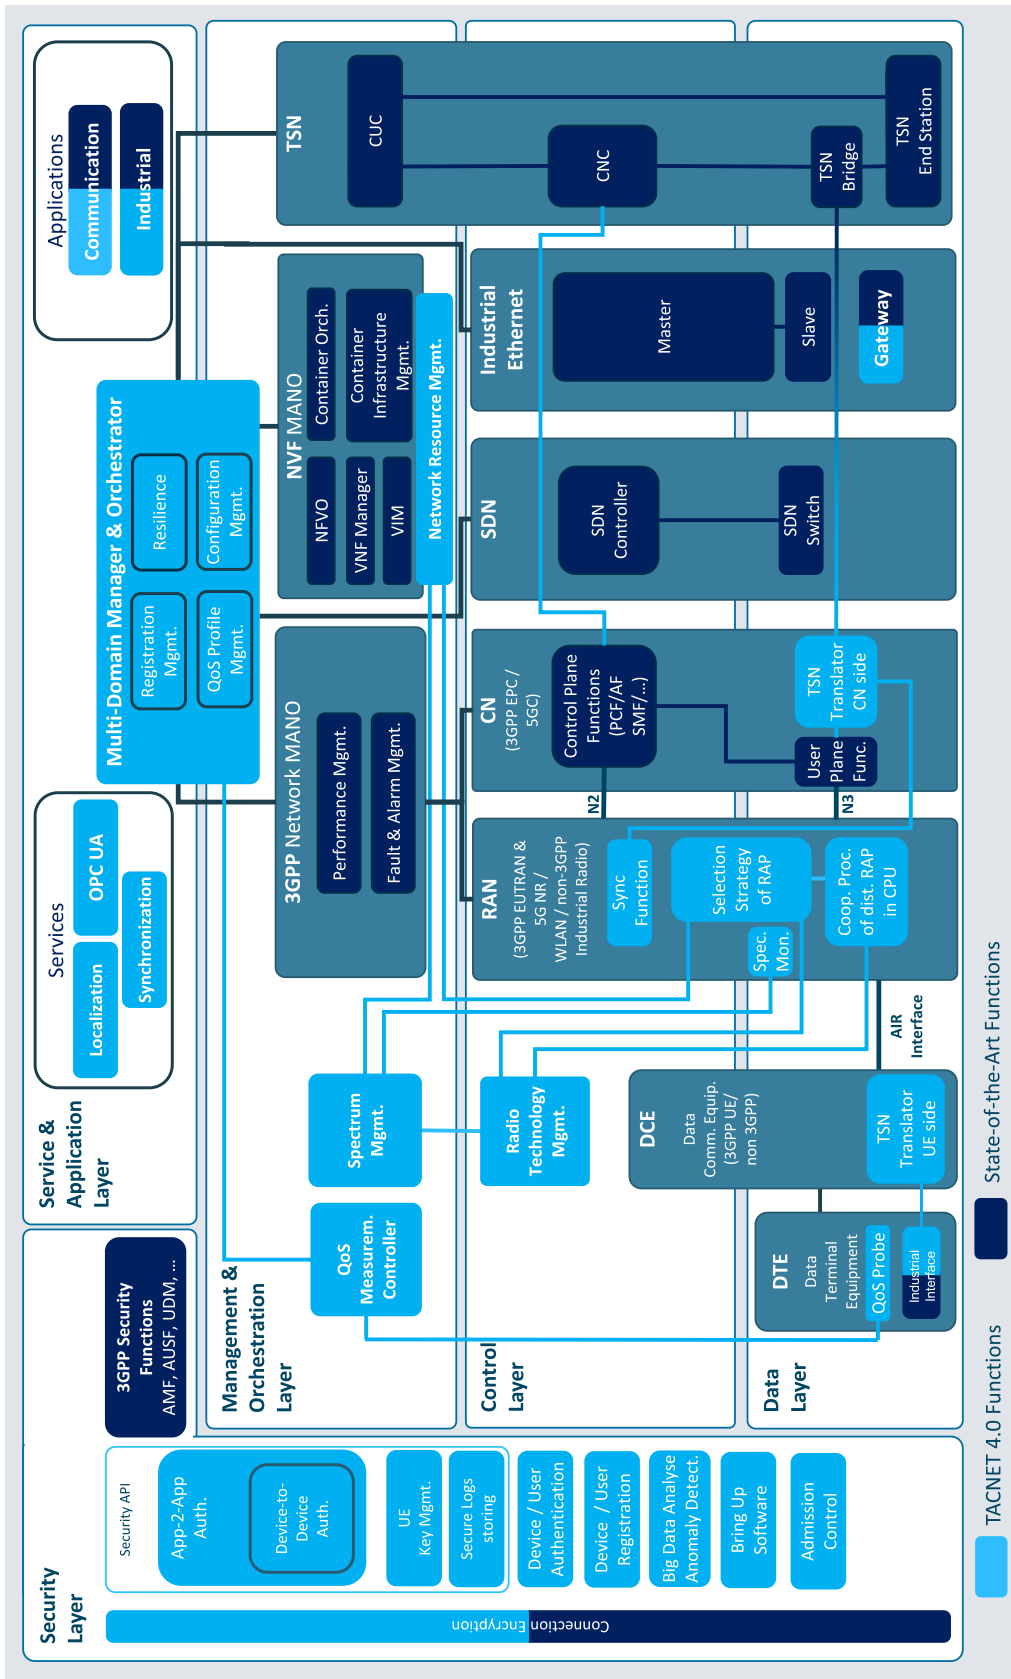 Security
Layer
Security API
App-2-App
Auth.
Device-to-
Device
Auth.
UE
Key Mgmt.
Secure Logs
storing
Device / User
Authentication
Device / User
Registration
Big Data Analyse
Anomaly Detect.
Bring Up
Software
Admission
Control
Connection Encryption
3GPP Security
Functions
AMF, AUSF, UDM, ...
Service &
Application
Layer
Services
Localization
OPC UA
Synchronization
Applications
Communication
Industrial
Multi-Domain Manager & Orchestrator
Registration
Mgmt.
Resilience
QoS Profile
Mgmt.
Configuration
Mgmt.
Management &
Orchestration
Layer
QoS
Measurem.
Controller
Spectrum
Mgmt.
3GPP Network MANO
Performance Mgmt.
Fault & Alarm Mgmt.
NVF MANO
NFVO
Container Orch.
VNF Manager
Container
Infrastructure
Mgmt.
VIM
Network Resource Mgmt.
TSN
CUC
CNC
TSN
Bridge
TSN
End Station
Control
Layer
Radio
Technology
Mgmt.
RAN
(3GPP EUTRAN &
5G NR /
WLAN / non-3GPP
Industrial Radio)
Sync
Function
Selection
Strategy
of RAP
Spec.
Mon.
Coop. Proc.
of dist. RAP
in CPU
N2
N3
CN
(3GPP EPC /
5GC)
Control Plane
Functions
(PCF/AF
SMF/...)
User
Plane
Func.
TSN
Translator
CN side
SDN
SDN
Controller
SDN
Switch
Industrial
Ethernet
Master
Slave
Gateway
Data
Layer
DTE
Data
Terminal
Equipment
QoS Probe
Industrial
Interface
DCE
Data
Comm. Equip.
(3GPP UE/
non 3GPP)
TSN
Translator
UE side
AIR
Interface
TACNET 4.0 Functions
State-of-the-Art Functions